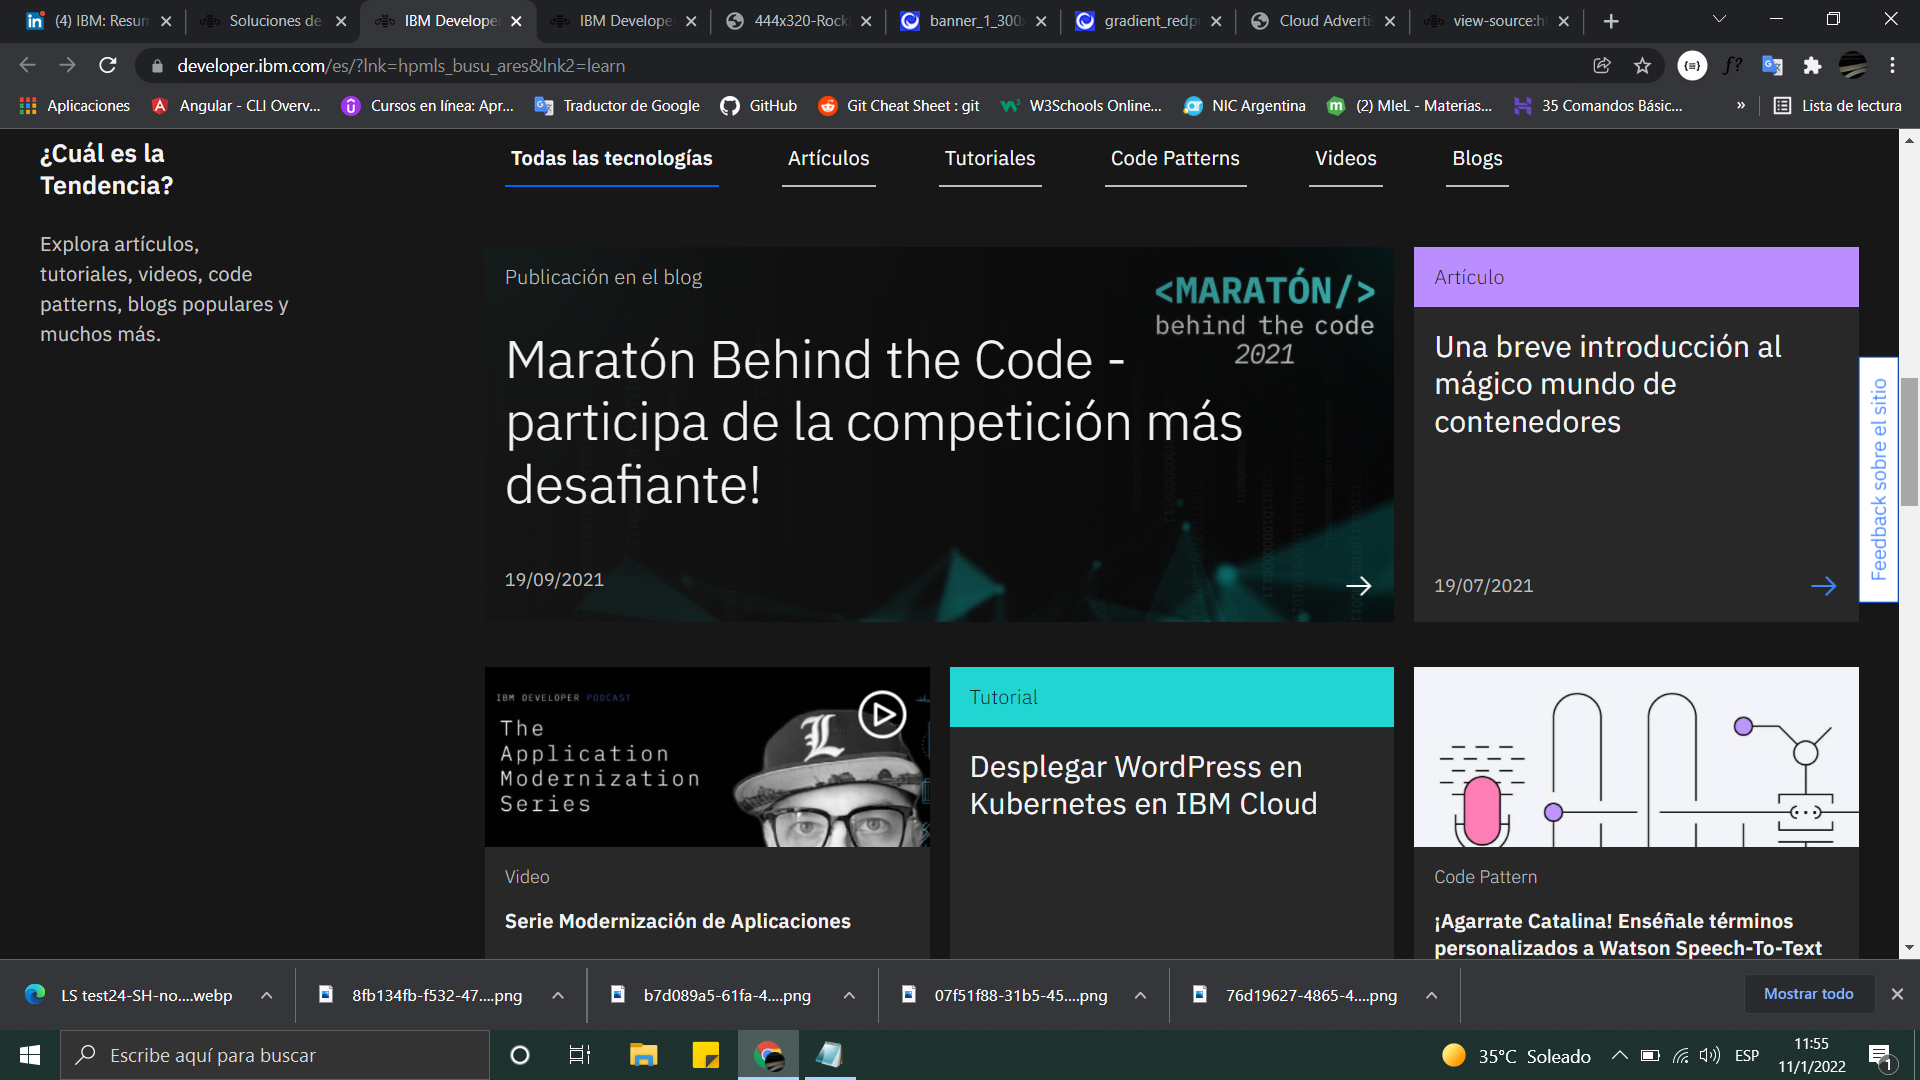 (4) IBM: Resum
Soluciones de
IBM Developer
IBM Develope
444x320-Rock
banner_1_300x
gradient_redp
Cloud Adverti
view-source:h
developer.ibm.com/es/?lnk=hpmls_busu_ares&lnk2=learn
Aplicaciones
Angular - CLI Overv...
Cursos en línea: Apr...
Traductor de Google
GitHub
Git Cheat Sheet : git
W3Schools Online...
NIC Argentina
(2) MIeL - Materias...
35 Comandos Básic...
»
Lista de lectura
¿Cuál es la
Tendencia?
Explora artículos,
tutoriales, videos, code
patterns, blogs populares y
muchos más.
Todas las tecnologías
Artículos
Tutoriales
Code Patterns
Videos
Blogs
Publicación en el blog
<MARATÓN/>
behind the code
2021
Maratón Behind the Code -
participa de la competición más
desafiante!
19/09/2021
Artículo
Una breve introducción al
mágico mundo de
contenedores
19/07/2021
Feedback sobre el sitio
IBM DEVELOPER PODCAST
The
Application
Modernization
Series
L
Video
Serie Modernización de Aplicaciones
Tutorial
Desplegar WordPress en
Kubernetes en IBM Cloud
Code Pattern
¡Agarrate Catalina! Enséñale términos
personalizados a Watson Speech-To-Text
LS test24-SH-no....webp
8fb134fb-f532-47....png
b7d089a5-61fa-4....png
07f51f88-31b5-45....png
76d19627-4865-4....png
Mostrar todo
Escribe aquí para buscar
35°C Soleado
ESP
11:55
11/1/2022
1